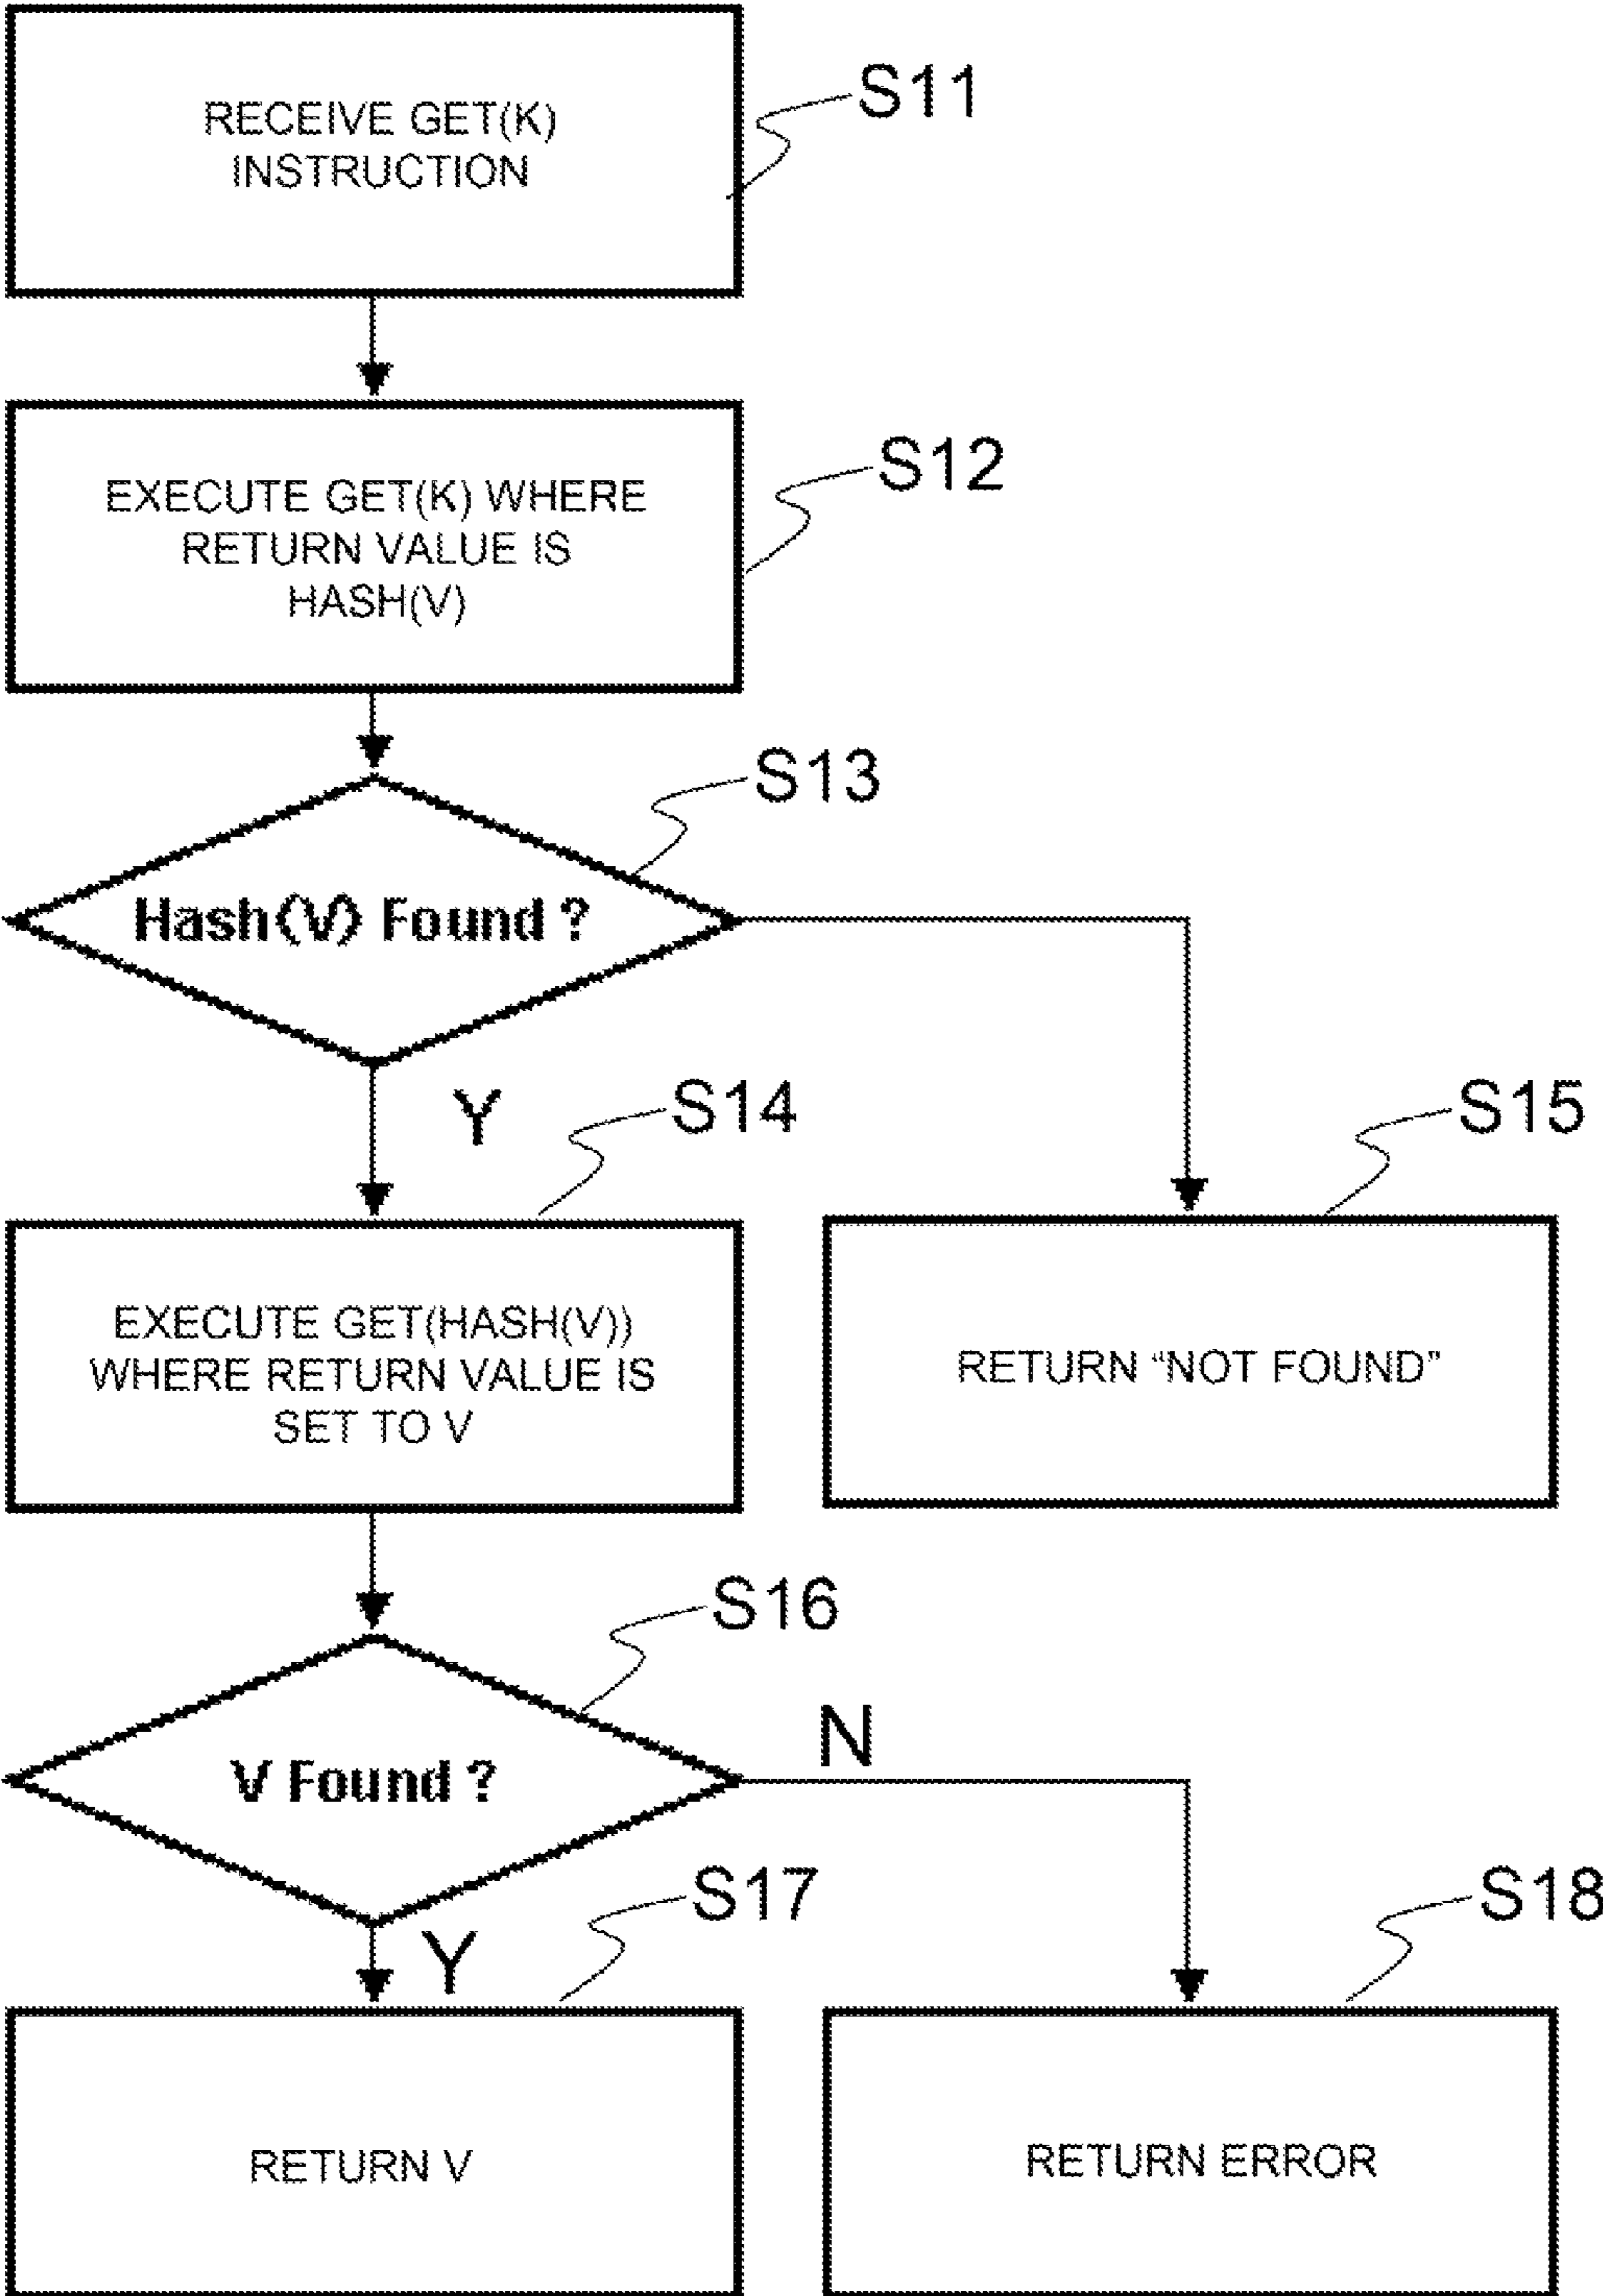 RECEIVE GET(K)
INSTRUCTION
S11
EXECUTE GET(K) WHERE
RETURN VALUE IS
HASH(V)
S12
S13
Hash(V) Found ?
Y
S14
S15
EXECUTE GET(HASH(V))
WHERE RETURN VALUE IS
SET TO V
RETURN “NOT FOUND”
S16
V Found ?
N
Y
S17
S18
RETURN V
RETURN ERROR